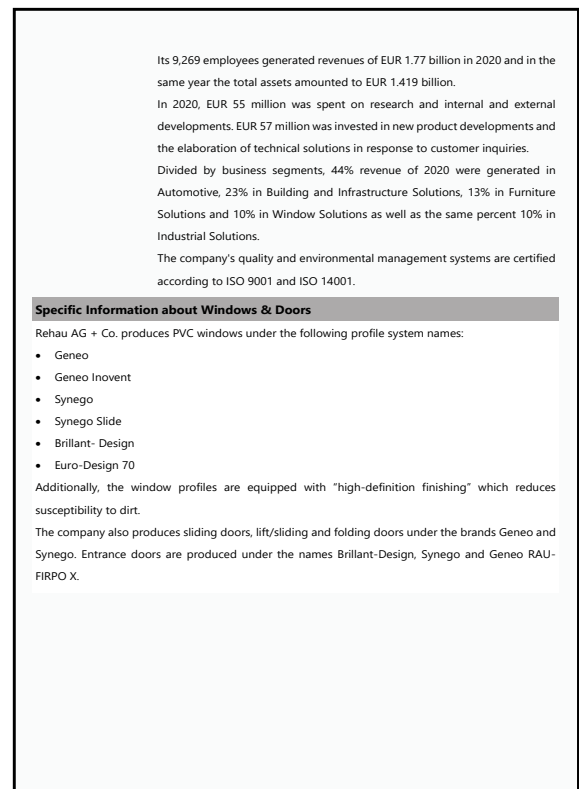 Its 9,269 employees generated revenues of EUR 1.77 billion in 2020 and in the
same year the total assets amounted to EUR 1.419 billion.
In 2020, EUR 55 million was spent on research and internal and external
developments. EUR 57 million was invested in new product developments and
the elaboration of technical solutions in response to customer inquiries.
Divided by business segments, 44% revenue of 2020 were generated in
Automotive, 23% in Building and Infrastructure Solutions, 13% in Furniture
Solutions and 10% in Window Solutions as well as the same percent 10% in
Industrial Solutions.
The company's quality and environmental management systems are certified
according to ISO 9001 and ISO 14001.
Specific Information about Windows & Doors
Rehau AG + Co. produces PVC windows under the following profile system names:
• Geneo
• Geneo Inovent
• Synego
• Synego Slide
• Brillant- Design
• Euro-Design 70
Additionally, the window profiles are equipped with “high-definition finishing” which reduces
susceptibility to dirt.
The company also produces sliding doors, lift/sliding and folding doors under the brands Geneo and
Synego. Entrance doors are produced under the names Brillant-Design, Synego and Geneo RAU-
FIRPO X.